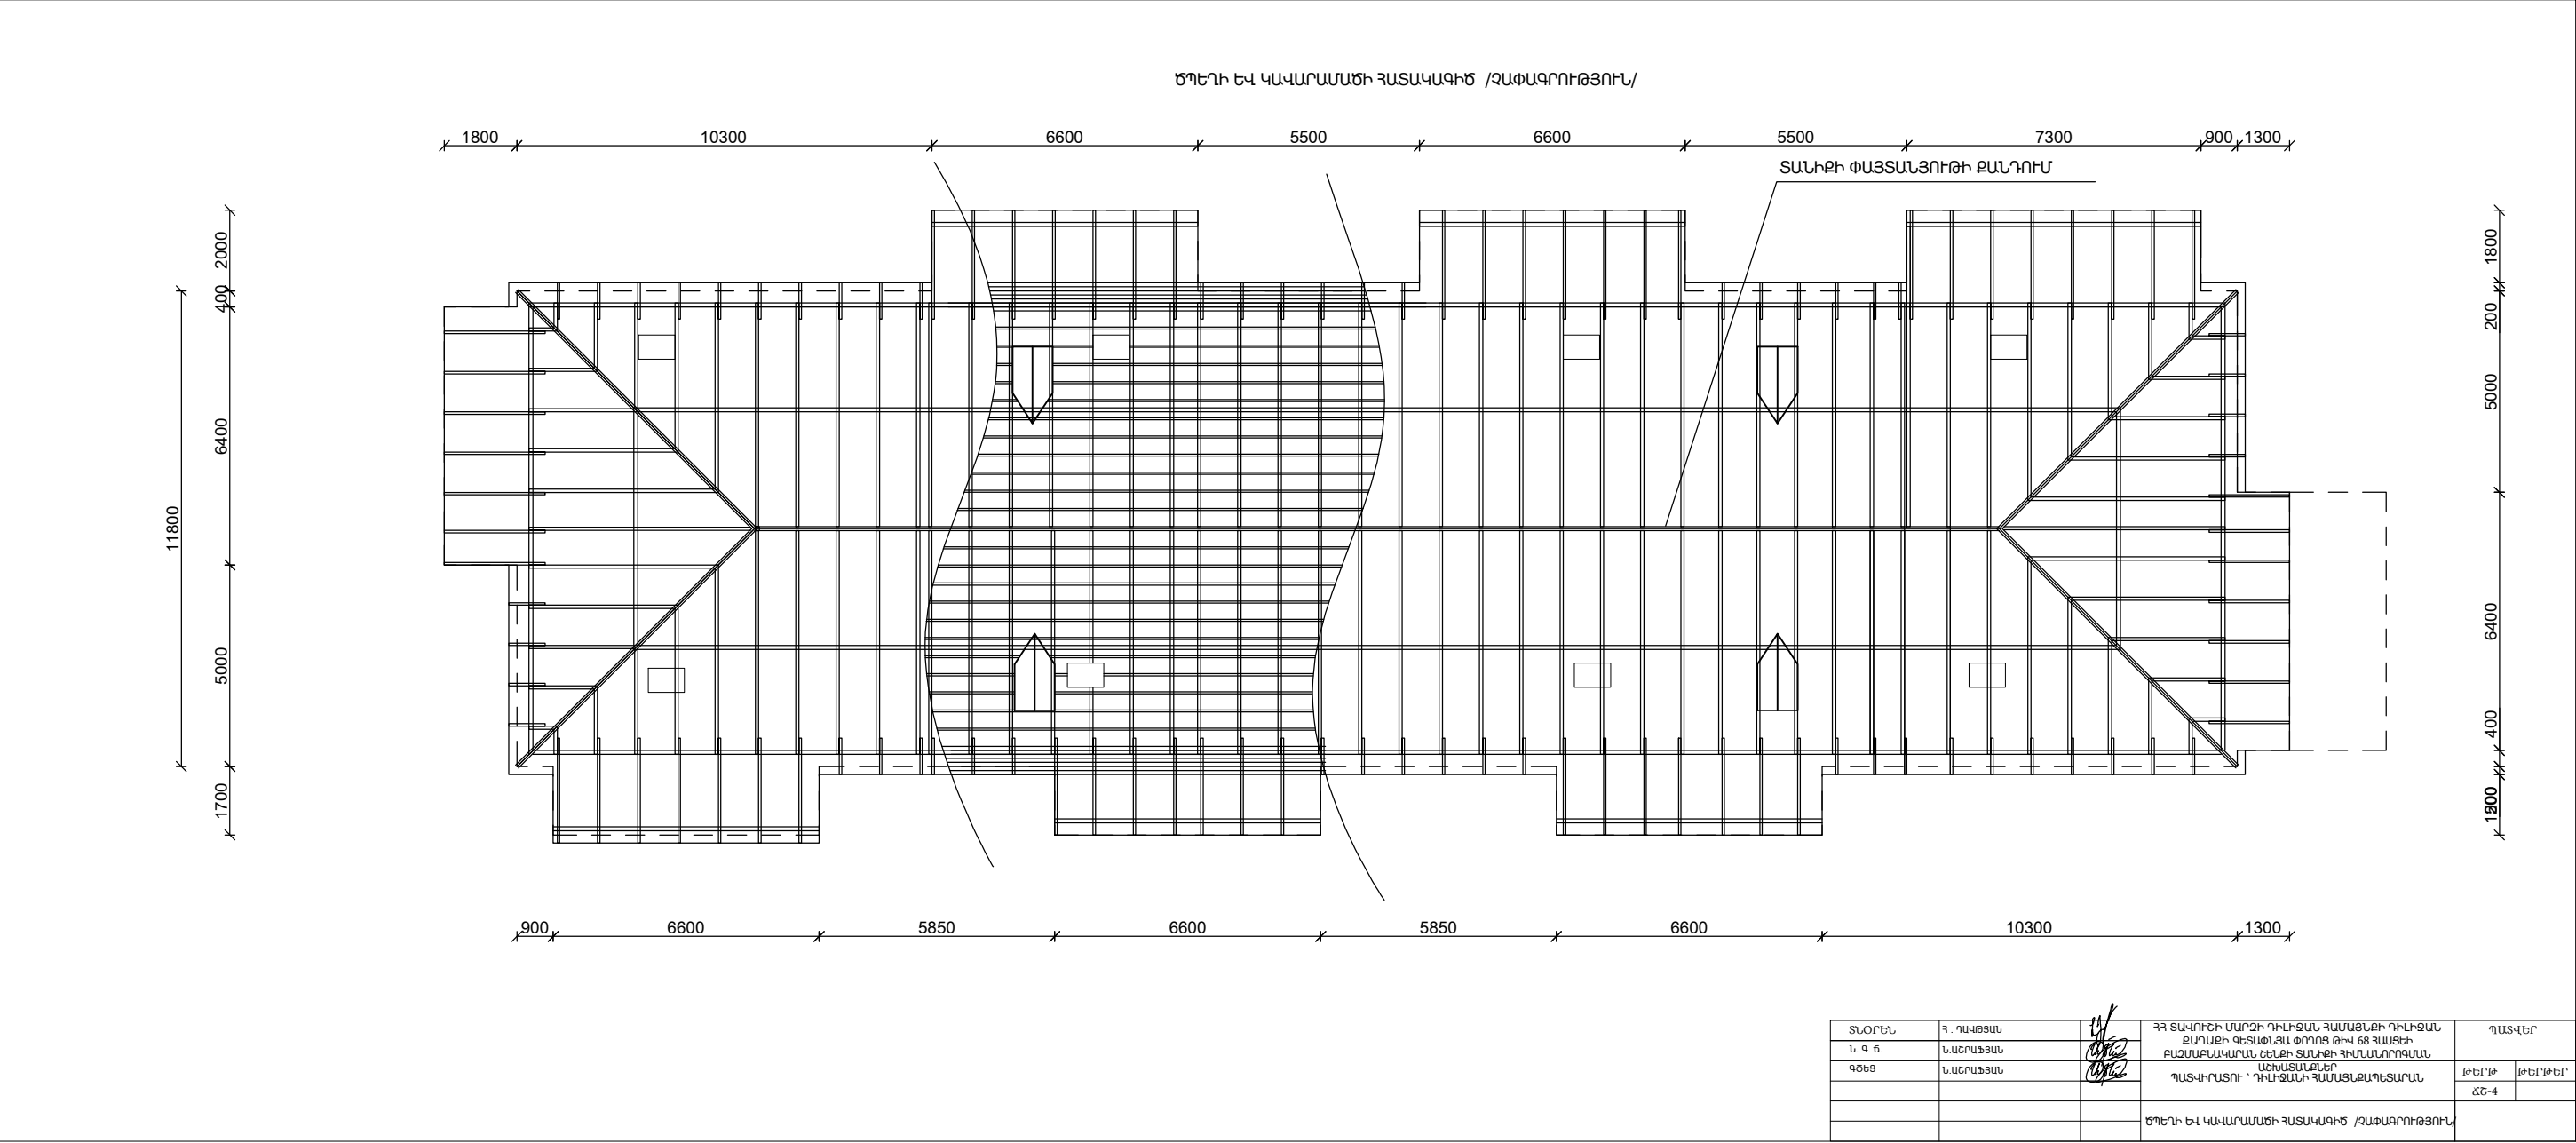 ԾՊԵՂԻ ԵՎ ԿԱՎԱՐԱՄԱԾԻ ՀԱՏԱԿԱԳԻԾ /ՉԱՓԱԳՐՈՒԹՅՈՒՆ/
1800 10300 6600 5500 6600 5500 7300 900 1300
ՏԱՆԻՔԻ ՓԱՅՏԱՆՅՈՒԹԻ ՔԱՆԴՈՒՄ
2000
400
6400
11800
5000
1700
1800
200
5000
6400
400
900 6600 5850 6600 5850 6600 10300 1300
ՏՆՕՐԵՆ Հ . ԴԱՎԹՅԱՆ
Ն. Գ. Ճ. Ն.ԱՇՐԱՖՅԱՆ
ԳԾԵՑ Ն.ԱՇՐԱՖՅԱՆ
ՀՀ ՏԱՎՈՒՇԻ ՄԱՐԶԻ ԴԻԼԻՋԱՆ ՀԱՄԱՅՆՔԻ ԴԻԼԻՋԱՆ
ՔԱՂԱՔԻ ԳԵՏԱՓՆՅԱ ՓՈՂՈՑ ԹԻՎ 68 ՀԱՍՑԵԻ
ԲԱԶՄԱԲՆԱԿԱՐԱՆ ՇԵՆՔԻ ՏԱՆԻՔԻ ՀԻՄՆԱՆՈՐՈԳՄԱՆ
ԱՇԽԱՏԱՆՔՆԵՐ
ՊԱՏՎԻՐԱՏՈՒ ՝ ԴԻԼԻՋԱՆԻ ՀԱՄԱՅՆՔԱՊԵՏԱՐԱՆ
ՊԱՏՎԵՐ
ԹԵՐԹ ԹԵՐԹԵՐ
ՃՇ-4
ԾՊԵՂԻ ԵՎ ԿԱՎԱՐԱՄԱԾԻ ՀԱՏԱԿԱԳԻԾ /ՉԱՓԱԳՐՈՒԹՅՈՒՆ/